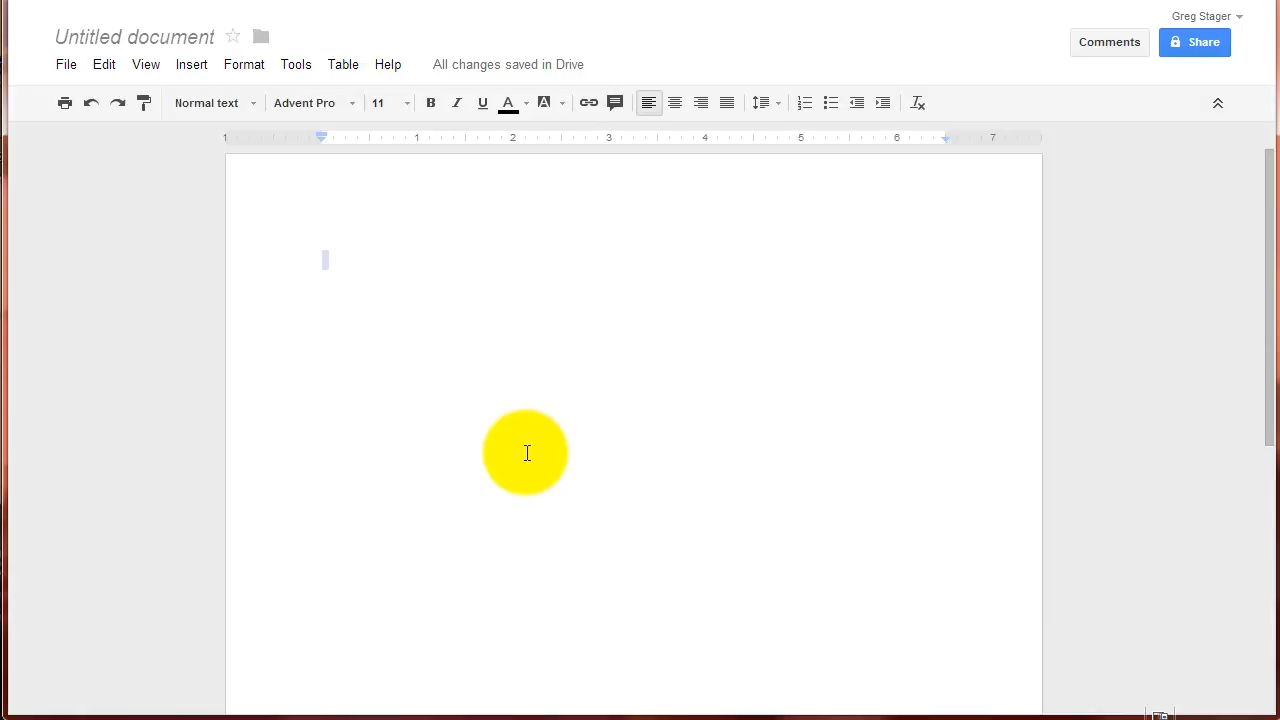 Greg Stager
Untitled document
Comments
Share
File Edit View Insert Format Tools Table Help All changes saved in Drive
Normal text Advent Pro 11 B I U A A
1 1 2 3 4 5 6 7